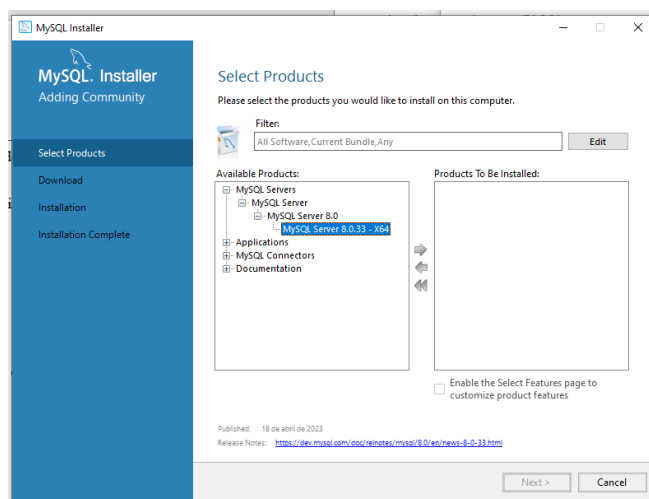 MySQL Installer
MySQL. Installer
Adding Community
Select Products
Download
Installation
Installation Complete
Select Products
Please select the products you would like to install on this computer.
Filter:
All Software,Current Bundle,Any
Edit
Available Products:
MySQL Servers
MySQL Server
MySQL Server 8.0
MySQL Server 8.0.33 - X64
Applications
MySQL Connectors
Documentation
Products To Be Installed:
Enable the Select Features page to
customize product features
Published: 18 de abril de 2023
Release Notes: https://dev.mysql.com/doc/relnotes/mysql/8.0/en/news-8-0-33.html
Next >
Cancel